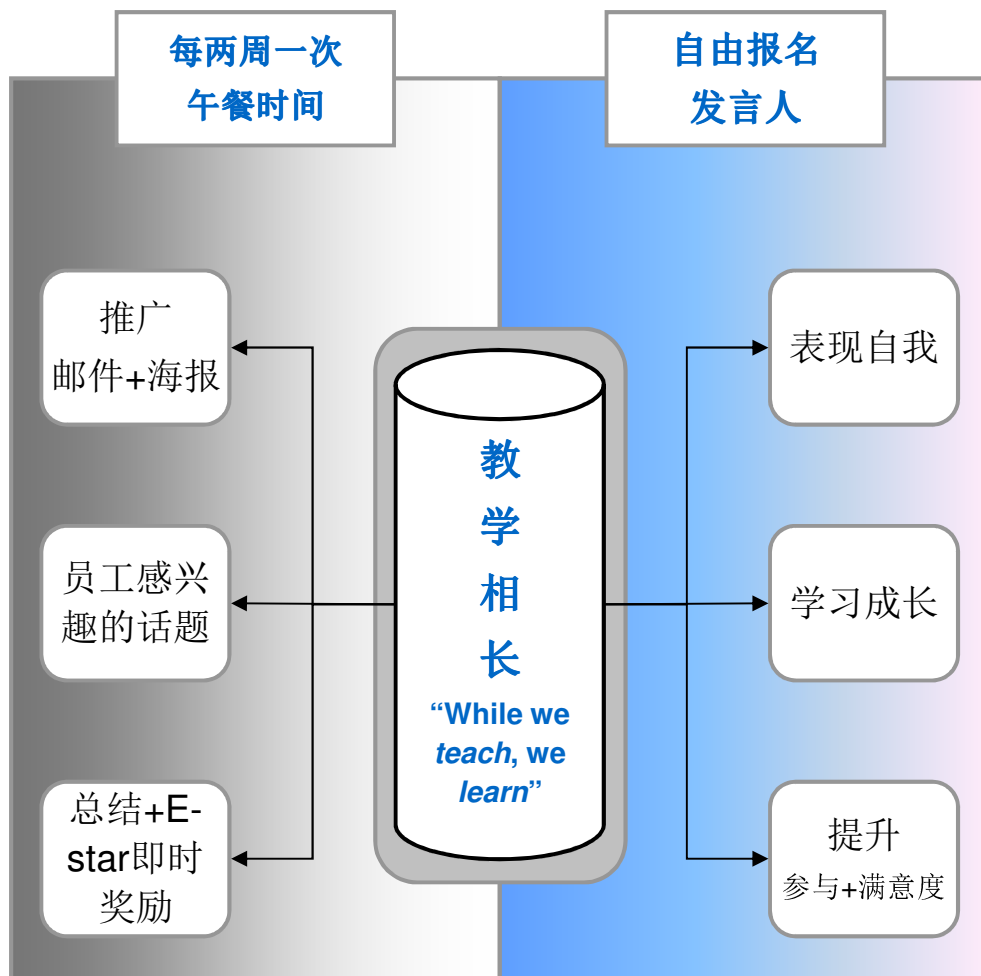 每两周一次
午餐时间
自由报名
发言人
推广
邮件+海报
员工感兴
趣的话题
总结+E-
star即时
奖励
教
学
相
长
“While we
teach, we
learn”
表现自我
学习成长
提升
参与+满意度